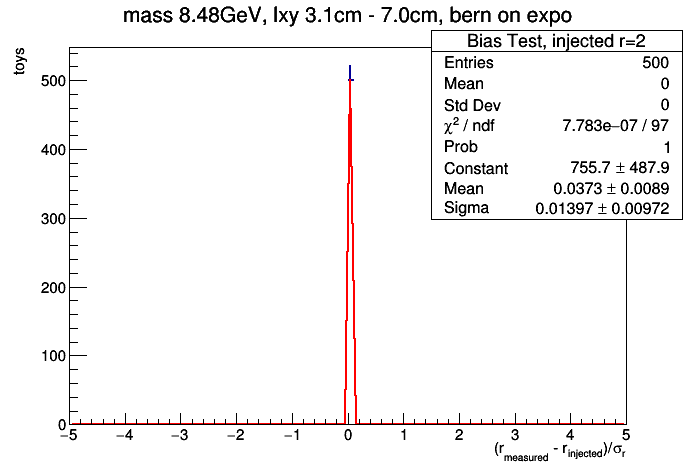 mass 8.48GeV, lxy 3.1cm - 7.0cm, bern on expo
toys
Bias Test, injected r=2
Entries 500
Mean 0
Std Dev 0
χ² / ndf 7.783e−07 / 97
Prob 1
Constant 755.7 ± 487.9
Mean 0.0373 ± 0.0089
Sigma 0.01397 ± 0.00972
500
400
300
200
100
0
−5 −4 −3 −2 −1 0 1 2 3 4 5
(r_measured - r_injected)/σ_r